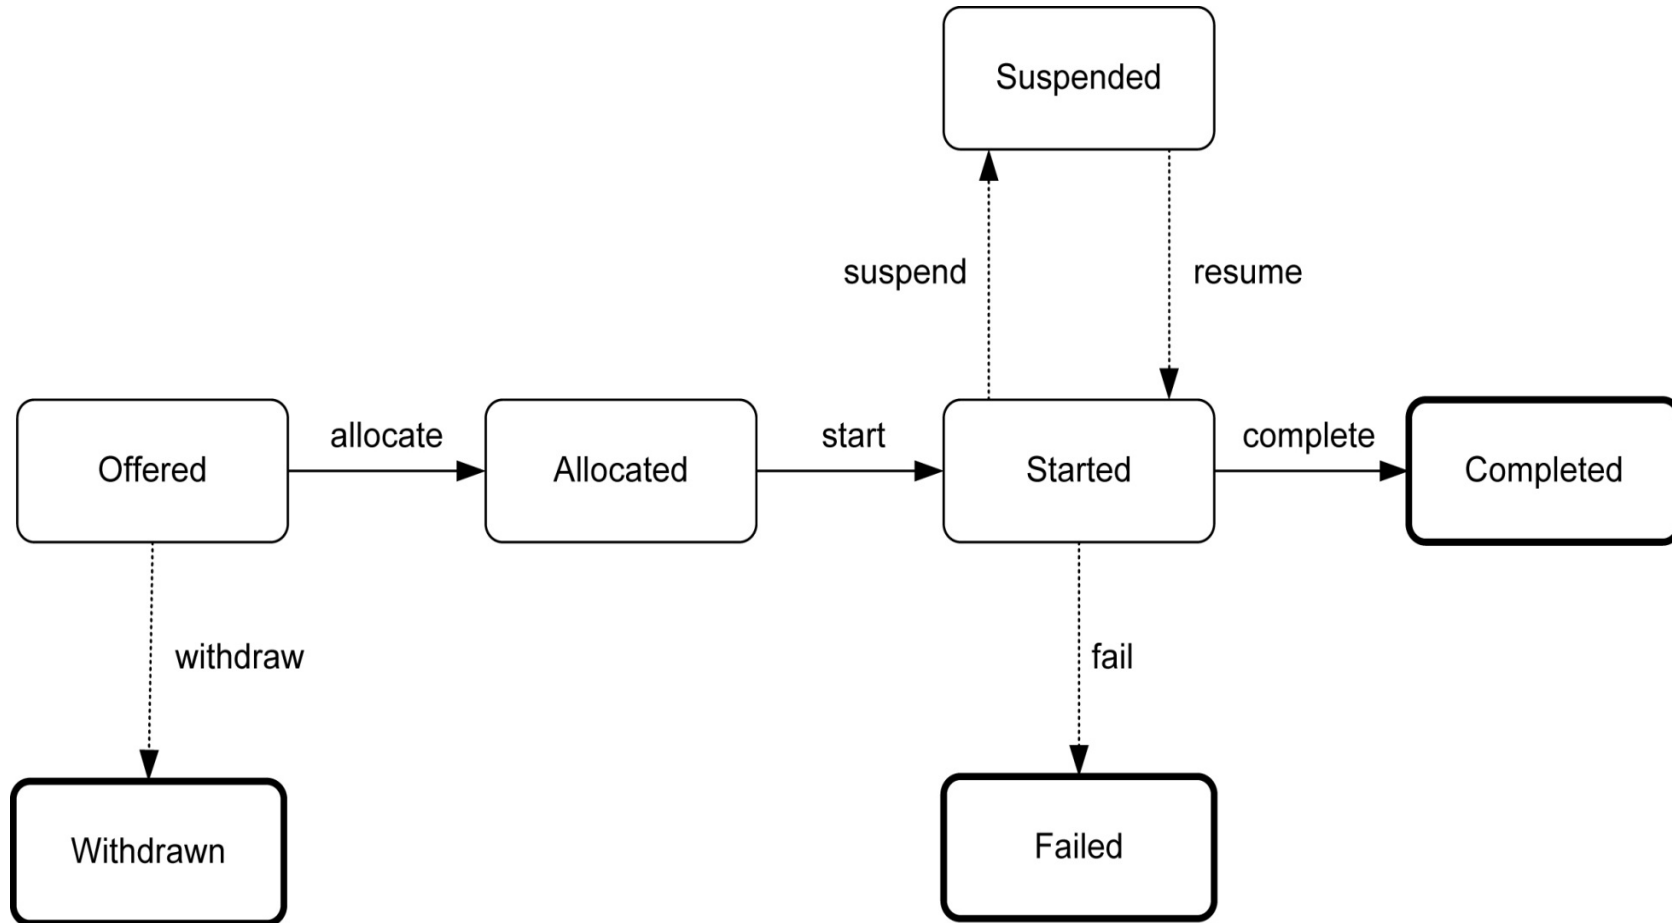 Suspended
suspend
resume
Offered
allocate
Allocated
start
Started
complete
Completed
withdraw
fail
Withdrawn
Failed